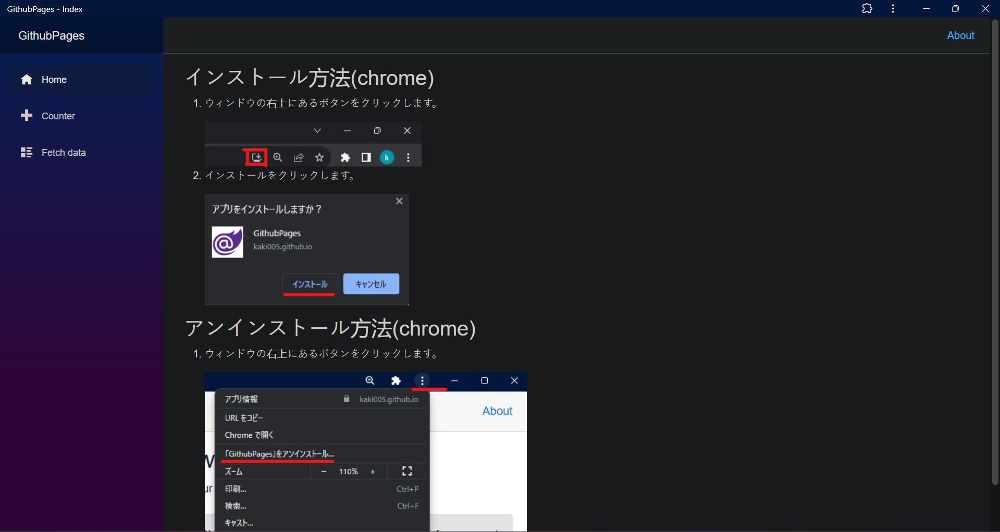 GithubPages - Index
GithubPages
About
Home
Counter
Fetch data
インストール方法(chrome)
1. ウィンドウの右上にあるボタンをクリックします。
k
2. インストールをクリックします。
アプリをインストールしますか？
GithubPages
kaki005.github.io
インストール
キャンセル
アンインストール方法(chrome)
1. ウィンドウの右上にあるボタンをクリックします。
アプリ情報 kaki005.github.io
About
URL をコピー
Chrome で開く
「GithubPages」をアンインストール...
ズーム − 110% +
ur
印刷... Ctrl+P
検索... Ctrl+F
キャスト...